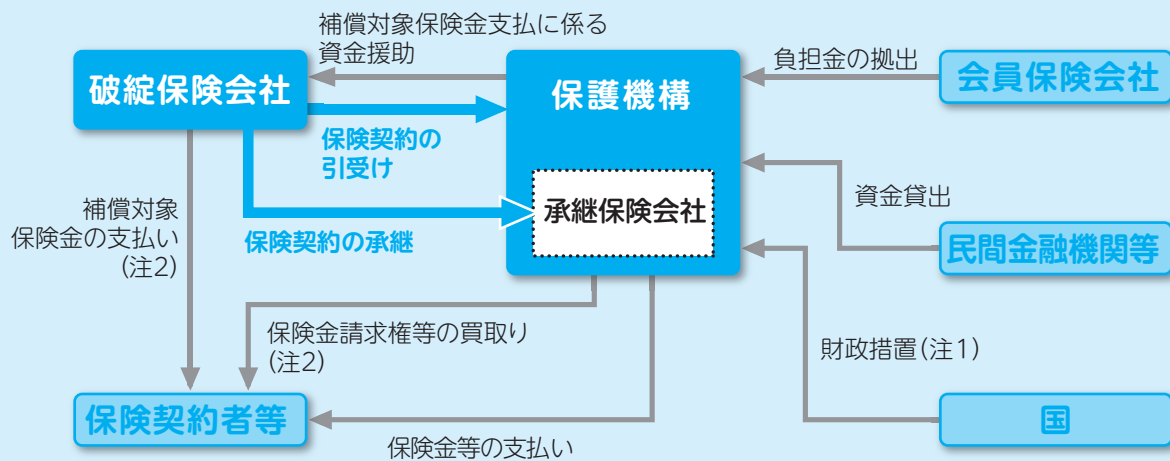 補償対象保険金支払に係る
資金援助
負担金の拠出
破綻保険会社
保護機構
会員保険会社
保険契約の
引受け
補償対象
保険金の支払い
(注2)
保険契約の承継
承継保険会社
資金貸出
民間金融機関等
保険金請求権等の買取り
(注2)
財政措置(注1)
保険契約者等
国
保険金等の支払い